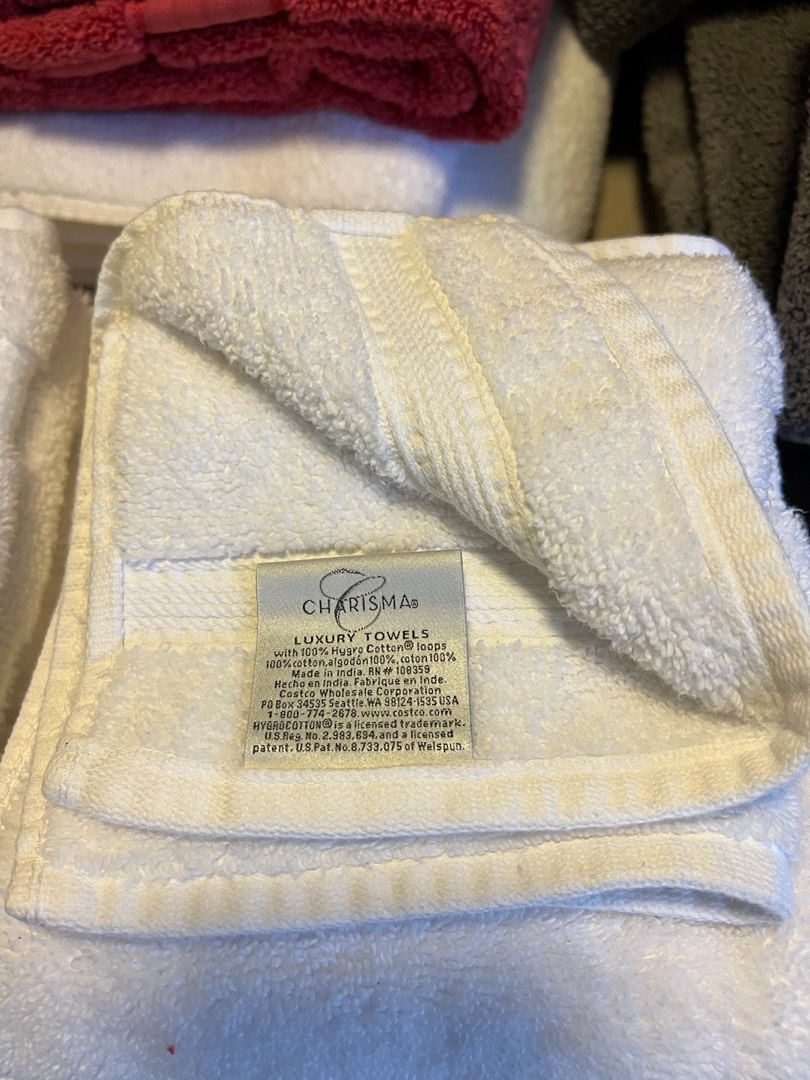 CHARISMA®
LUXURY TOWELS
with 100% Hygro Cotton® loops
100% cotton,algodón100%, coton100%
Made in India. RN# 108359
Hecho en India. Fabrique en Inde.
Costco Wholesale Corporation
PO Box 34535 Seattle,WA 98124-1535 USA
1-800-774-2678. www.costco.com
HYGROCOTTON® is a licensed trademark.
U.S.Reg. No. 2,983,694, and a licensed
patent, U.S.Pat. No.8,733,075 of Welspun.